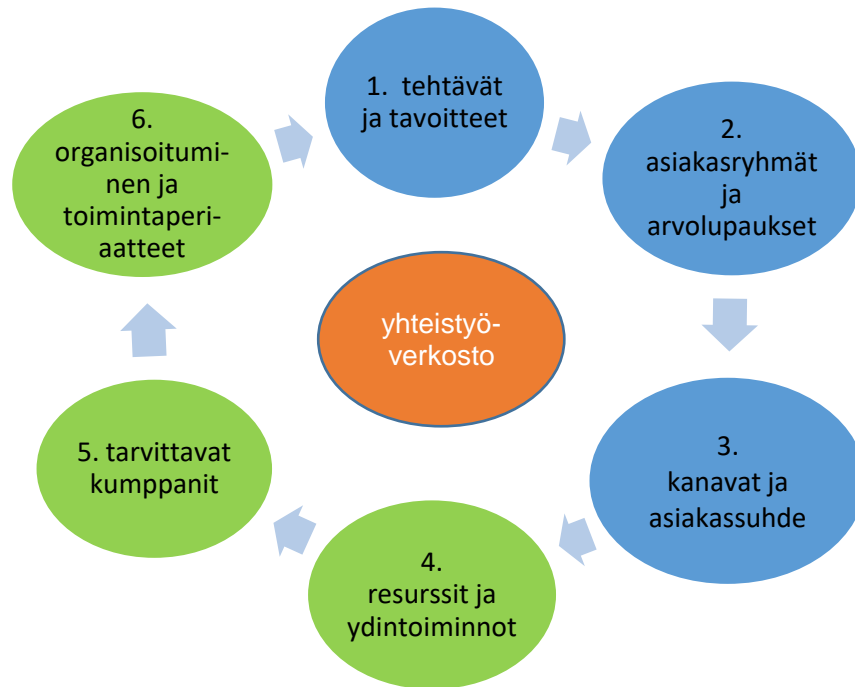 1. tehtävät
ja tavoitteet
2.
asiakasryhmät
ja
arvolupaukset
3.
kanavat ja
asiakassuhde
4.
resurssit ja
ydintoiminnot
5. tarvittavat
kumppanit
6.
organisoitumi-
nen ja
toimintaperi-
aatteet
yhteistyö-
verkosto